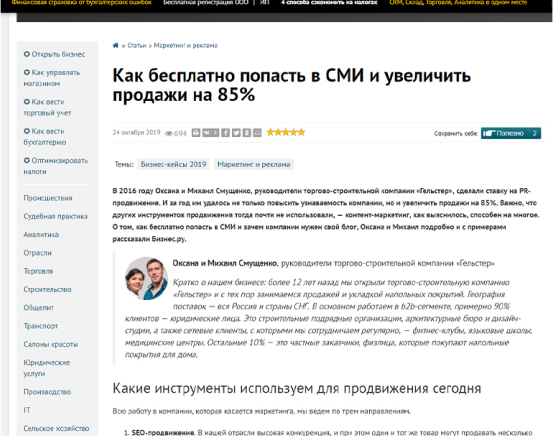 Финансовая страховка от бухгалтерских ошибок Бесплатная регистрация ООО | ИП 4 способа сэкономить на налогах CRM, Склад, Торговля, Аналитика в одном месте
Открыть бизнес
Как управлять
магазином
Как вести
торговый учет
Как вести
бухгалтерию
Оптимизировать
налоги
Происшествия
Судебная практика
Аналитика
Отрасли
Торговля
Строительство
Общепит
Транспорт
Салоны красоты
Юридические
услуги
Производство
IT
Сельское хозяйство
» Статьи » Маркетинг и реклама
Как бесплатно попасть в СМИ и увеличить
продажи на 85%
24 октября 2019 694
Сохранить себе: Полезно 2
Темы: Бизнес-кейсы 2019 Маркетинг и реклама
В 2016 году Оксана и Михаил Смущенко, руководители торгово-строительной компании «Гельстер», сделали ставку на PR-
продвижение. И за год им удалось не только повысить узнаваемость компании, но и увеличить продажи на 85%. Важно, что
других инструментов продвижения тогда почти не использовали, — контент-маркетинг, как выяснилось, способен на многое.
О том, как бесплатно попасть в СМИ и зачем компании нужен свой блог, Оксана и Михаил подробно и с примерами
рассказали Бизнес.ру.
Оксана и Михаил Смущенко, руководители торгово-строительной компании «Гельстер»
Кратко о нашем бизнесе: более 12 лет назад мы открыли торгово-строительную компанию
«Гельстер» и с тех пор занимаемся продажей и укладкой напольных покрытий. География
поставок — вся Россия и страны СНГ. В основном работаем в b2b-сегменте, примерно 90%
клиентов — юридические лица. Это строительные подрядные организации, архитектурные бюро и дизайн-
студии, а также сетевые клиенты, с которыми мы сотрудничаем регулярно, — фитнес-клубы, языковые школы,
медицинские центры. Остальные 10% — это частные заказчики, физлица, которые покупают напольные
покрытия для дома.
Какие инструменты используем для продвижения сегодня
Всю работу в компании, которая касается маркетинга, мы ведем по трем направлениям.
1. SEO-продвижение. В нашей отрасли высокая конкуренция, и при этом один и тот же товар могут продавать несколько